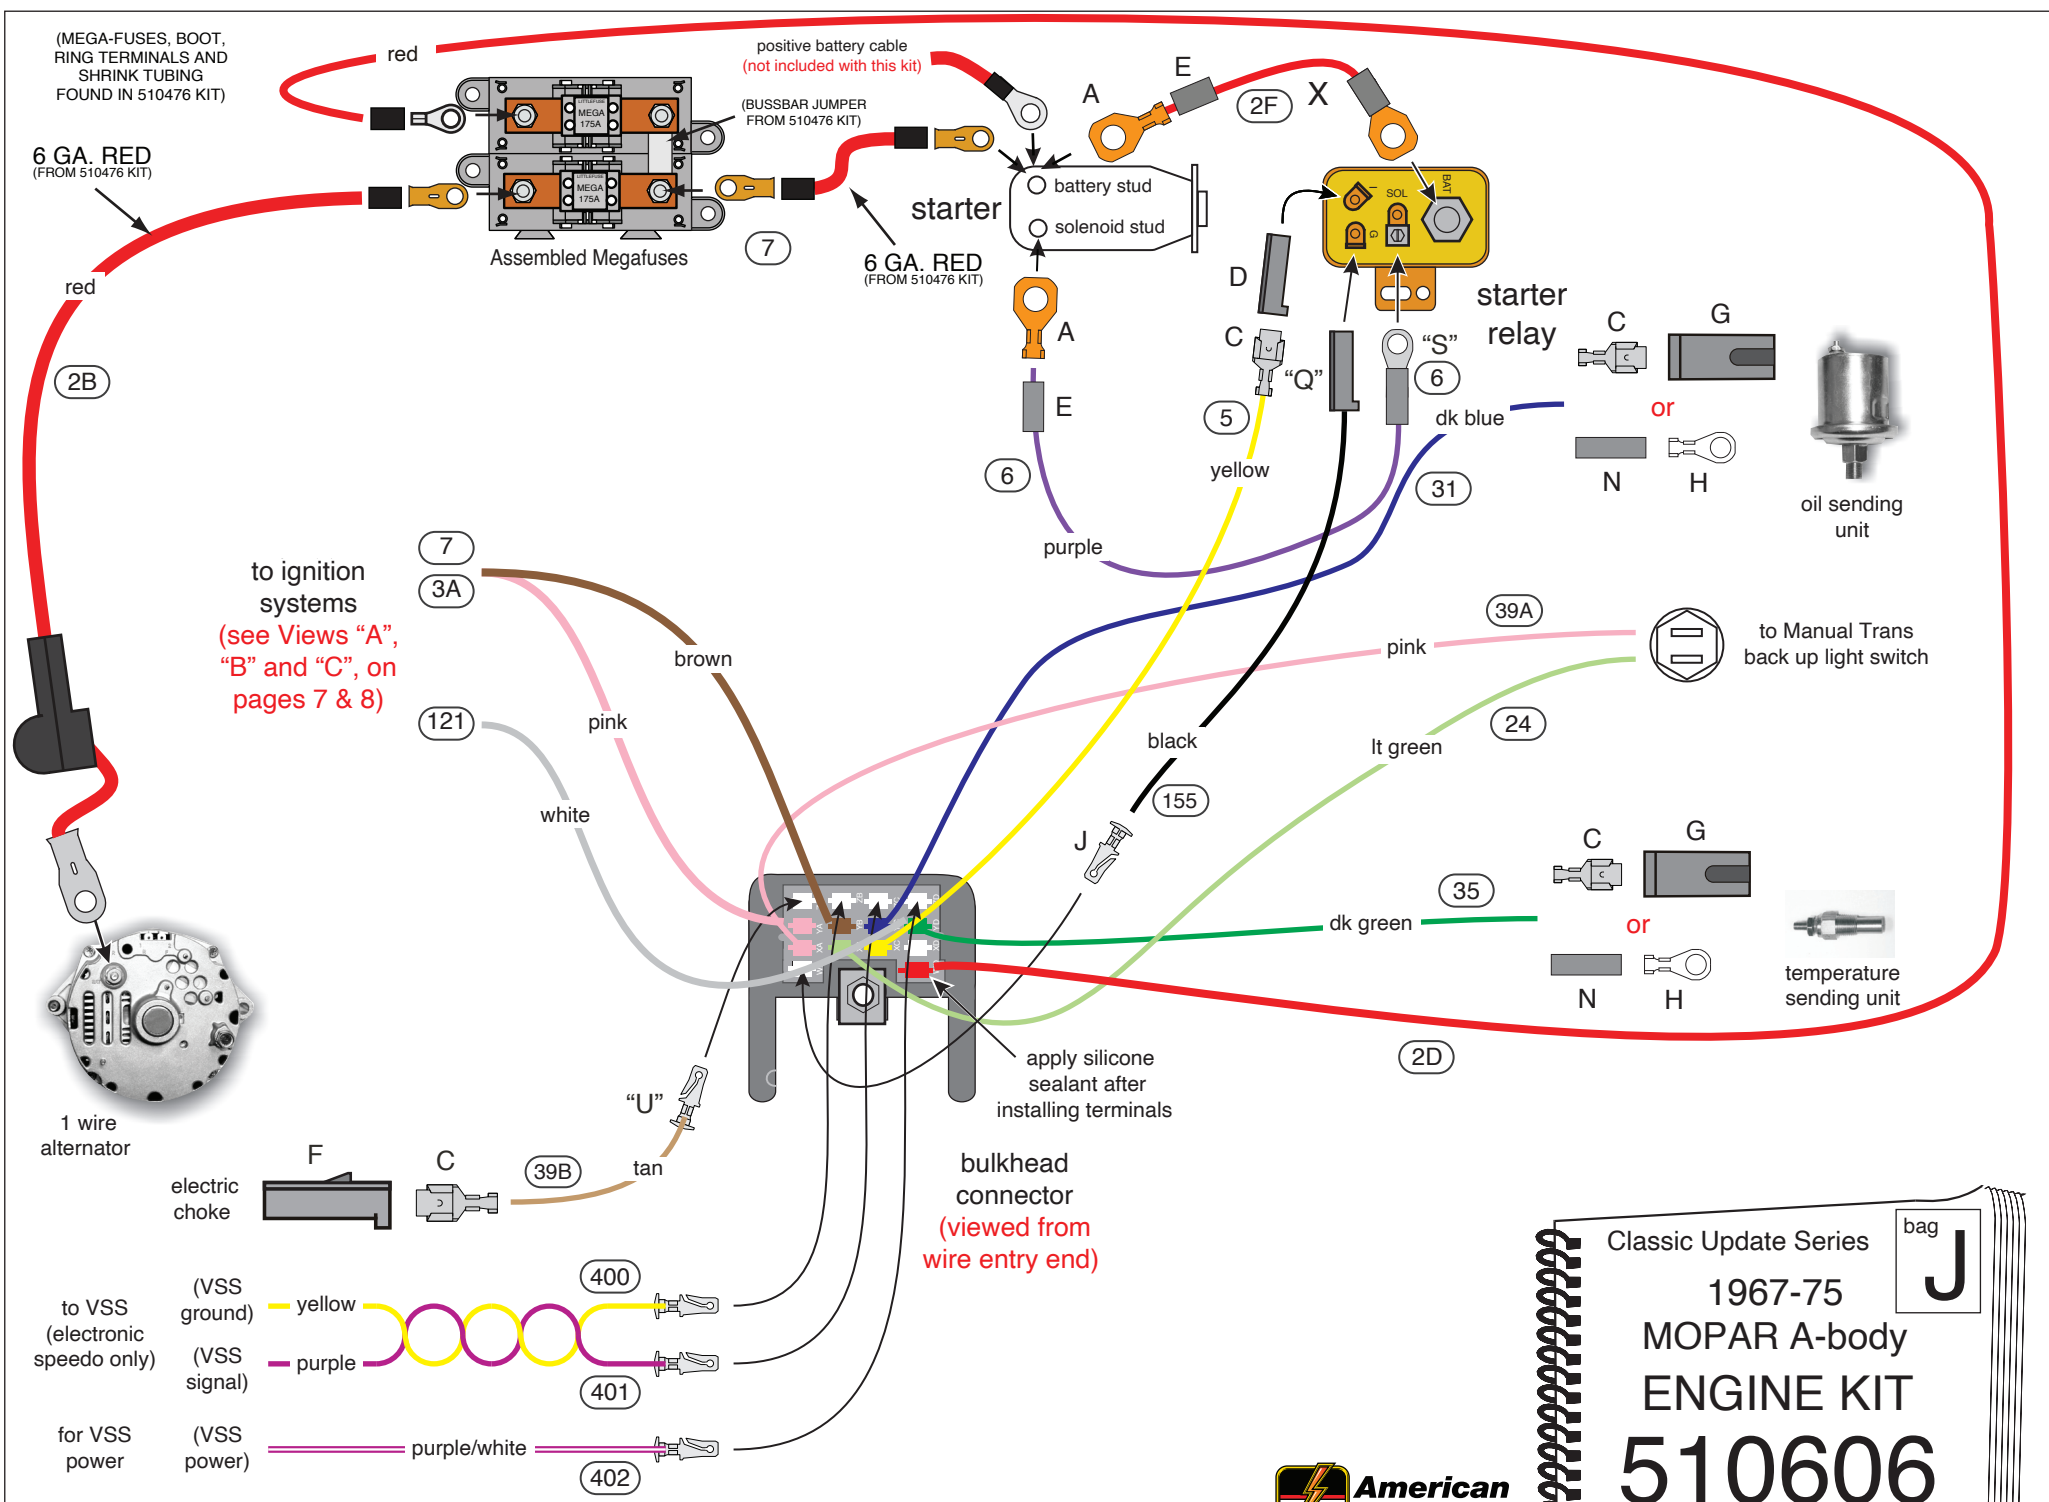 (MEGA-FUSES, BOOT,
RING TERMINALS AND
SHRINK TUBING
FOUND IN 510476 KIT)
red
positive battery cable
(not included with this kit)
(BUSSBAR JUMPER
FROM 510476 KIT)
LITTLEFUSE
MEGA
175A
LITTLEFUSE
MEGA
175A
Assembled Megafuses
6 GA. RED
(FROM 510476 KIT)
red
2B
7
6 GA. RED
(FROM 510476 KIT)
A
E
2F
X
starter
battery stud
solenoid stud
A
E
6
purple
I
SOL
BAT
G
starter
relay
D
C
"Q"
"S"
6
5
yellow
dk blue
31
C
G
or
N
H
oil sending
unit
7
3A
to ignition
systems
(see Views "A",
"B" and "C", on
pages 7 & 8)
121
brown
pink
white
39A
pink
to Manual Trans
back up light switch
24
lt green
black
155
J
35
dk green
C
G
or
N
H
temperature
sending unit
2D
apply silicone
sealant after
installing terminals
bulkhead
connector
(viewed from
wire entry end)
1 wire
alternator
"U"
tan
39B
F
C
electric
choke
to VSS
(electronic
speedo only)
(VSS
ground)
yellow
400
(VSS
signal)
purple
401
for VSS
power
(VSS
power)
purple/white
402
American
Classic Update Series
bag
J
1967-75
MOPAR A-body
ENGINE KIT
510606